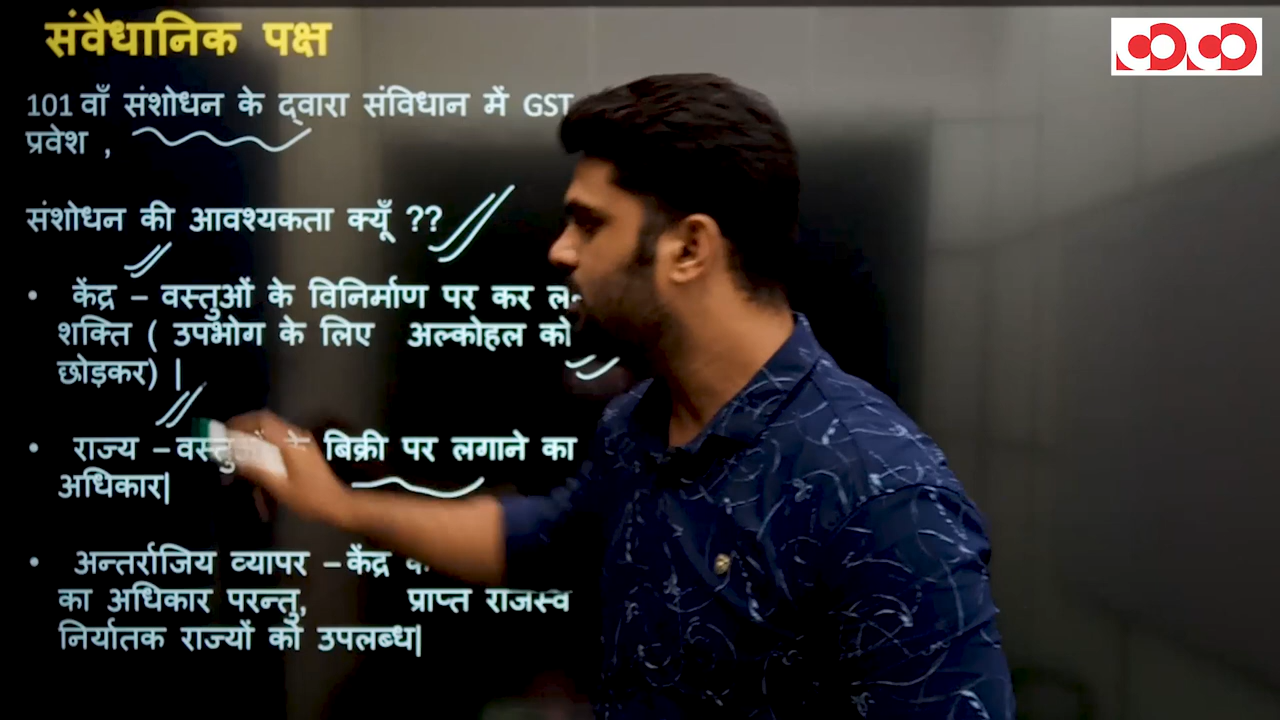 संवैधानिक पक्ष
101 वाँ संशोधन के द्वारा संविधान में GST
प्रवेश ,
संशोधन की आवश्यकता क्यूँ ??
• केंद्र – वस्तुओं के विनिर्माण पर कर
शक्ति ( उपभोग के लिए अल्कोहल को
छोड़कर) |
• राज्य – बिक्री पर लगाने का
अधिकार|
• अन्तर्राजिय व्यापर – केंद्र
का अधिकार परन्तु, प्राप्त राजस्व
निर्यातक राज्यों को उपलब्ध|